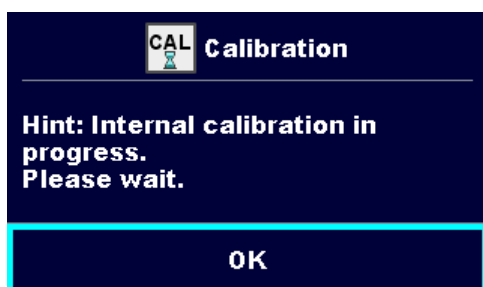 CAL Calibration
Hint: Internal calibration in
progress.
Please wait.
OK